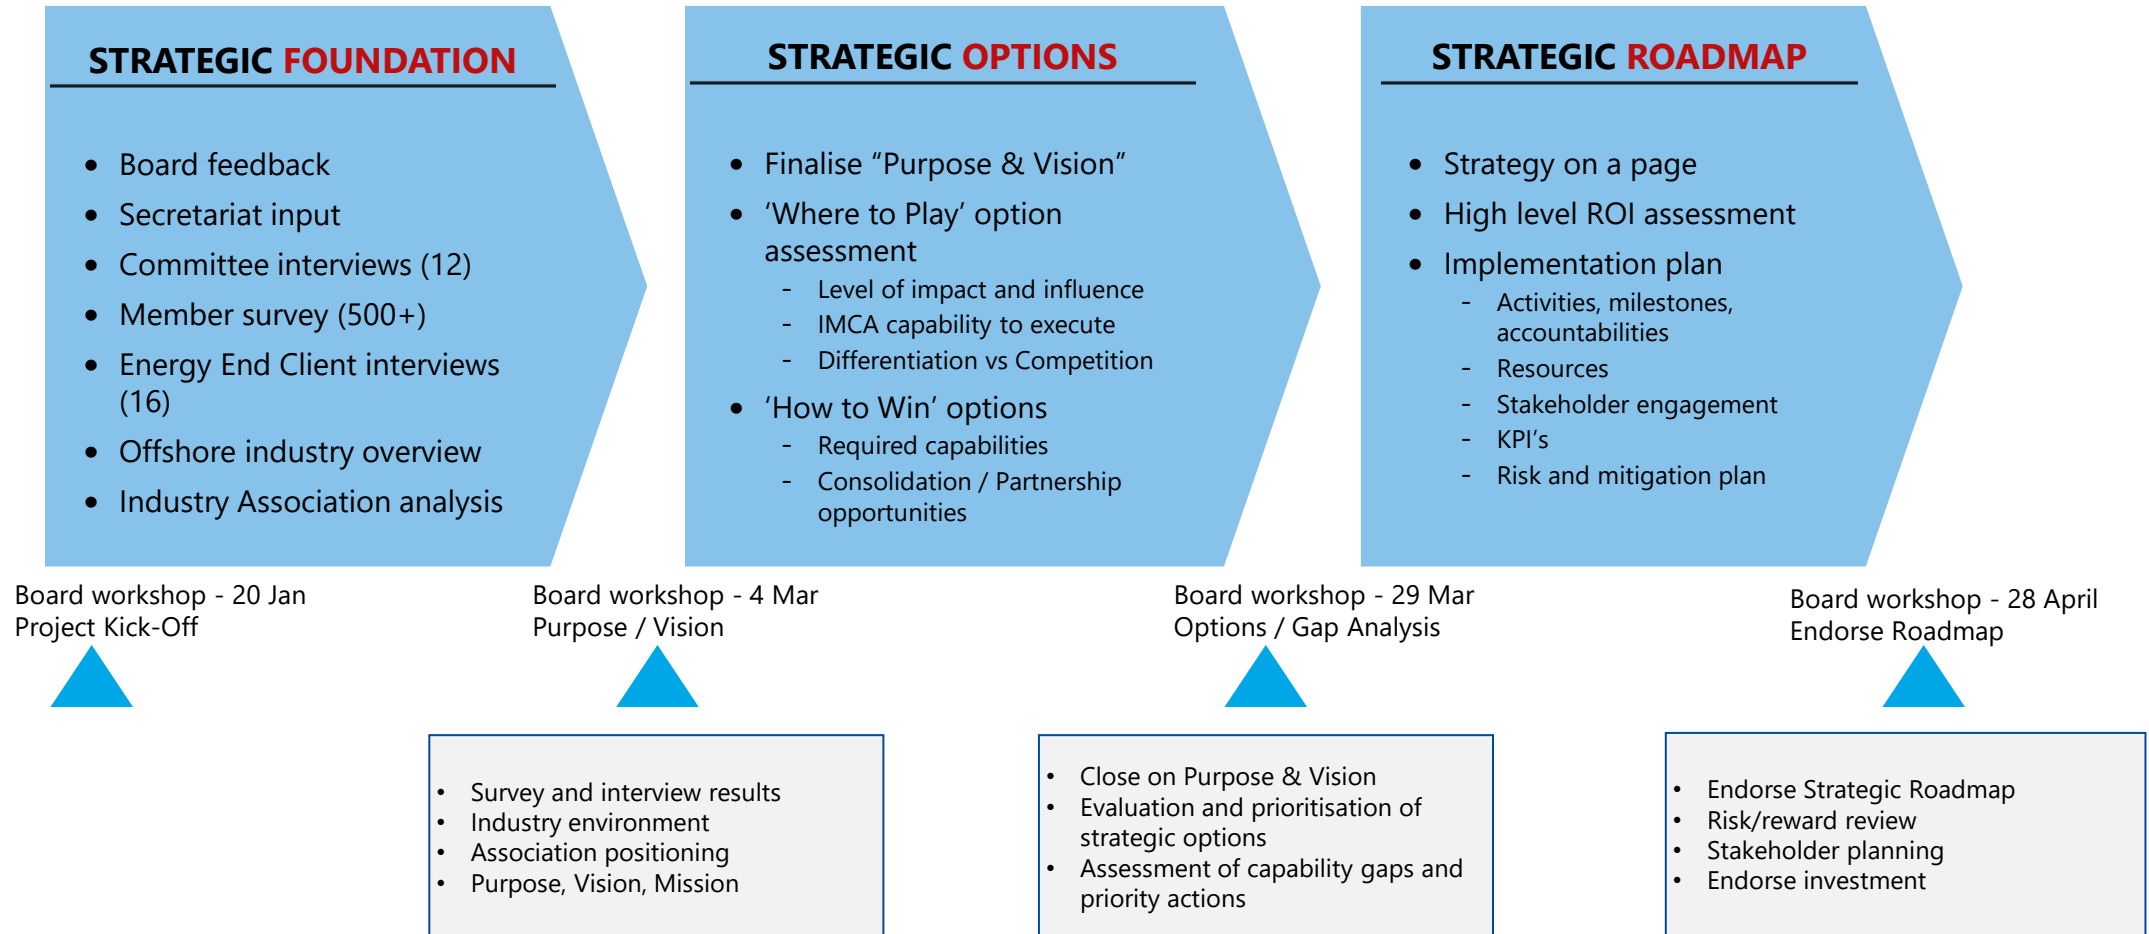 STRATEGIC FOUNDATION
• Board feedback
• Secretariat input
• Committee interviews (12)
• Member survey (500+)
• Energy End Client interviews
(16)
• Offshore industry overview
• Industry Association analysis
STRATEGIC OPTIONS
• Finalise “Purpose & Vision”
• ‘Where to Play’ option
assessment
- Level of impact and influence
- IMCA capability to execute
- Differentiation vs Competition
• ‘How to Win’ options
- Required capabilities
- Consolidation / Partnership
opportunities
STRATEGIC ROADMAP
• Strategy on a page
• High level ROI assessment
• Implementation plan
- Activities, milestones,
accountabilities
- Resources
- Stakeholder engagement
- KPI’s
- Risk and mitigation plan
Board workshop - 20 Jan
Project Kick-Off
Board workshop - 4 Mar
Purpose / Vision
Board workshop - 29 Mar
Options / Gap Analysis
Board workshop - 28 April
Endorse Roadmap
• Survey and interview results
• Industry environment
• Association positioning
• Purpose, Vision, Mission
• Close on Purpose & Vision
• Evaluation and prioritisation of
strategic options
• Assessment of capability gaps and
priority actions
• Endorse Strategic Roadmap
• Risk/reward review
• Stakeholder planning
• Endorse investment